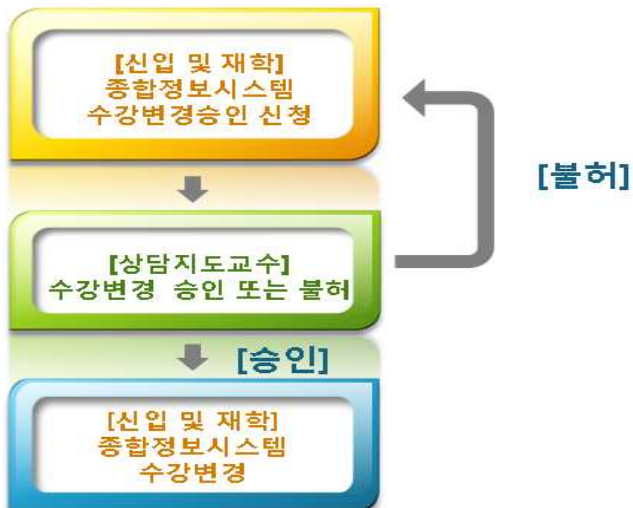 [신입 및 재학]
종합정보시스템
수강변경승인 신청
[불허]
[상담지도교수]
수강변경 승인 또는 불허
[승인]
[신입 및 재학]
종합정보시스템
수강변경